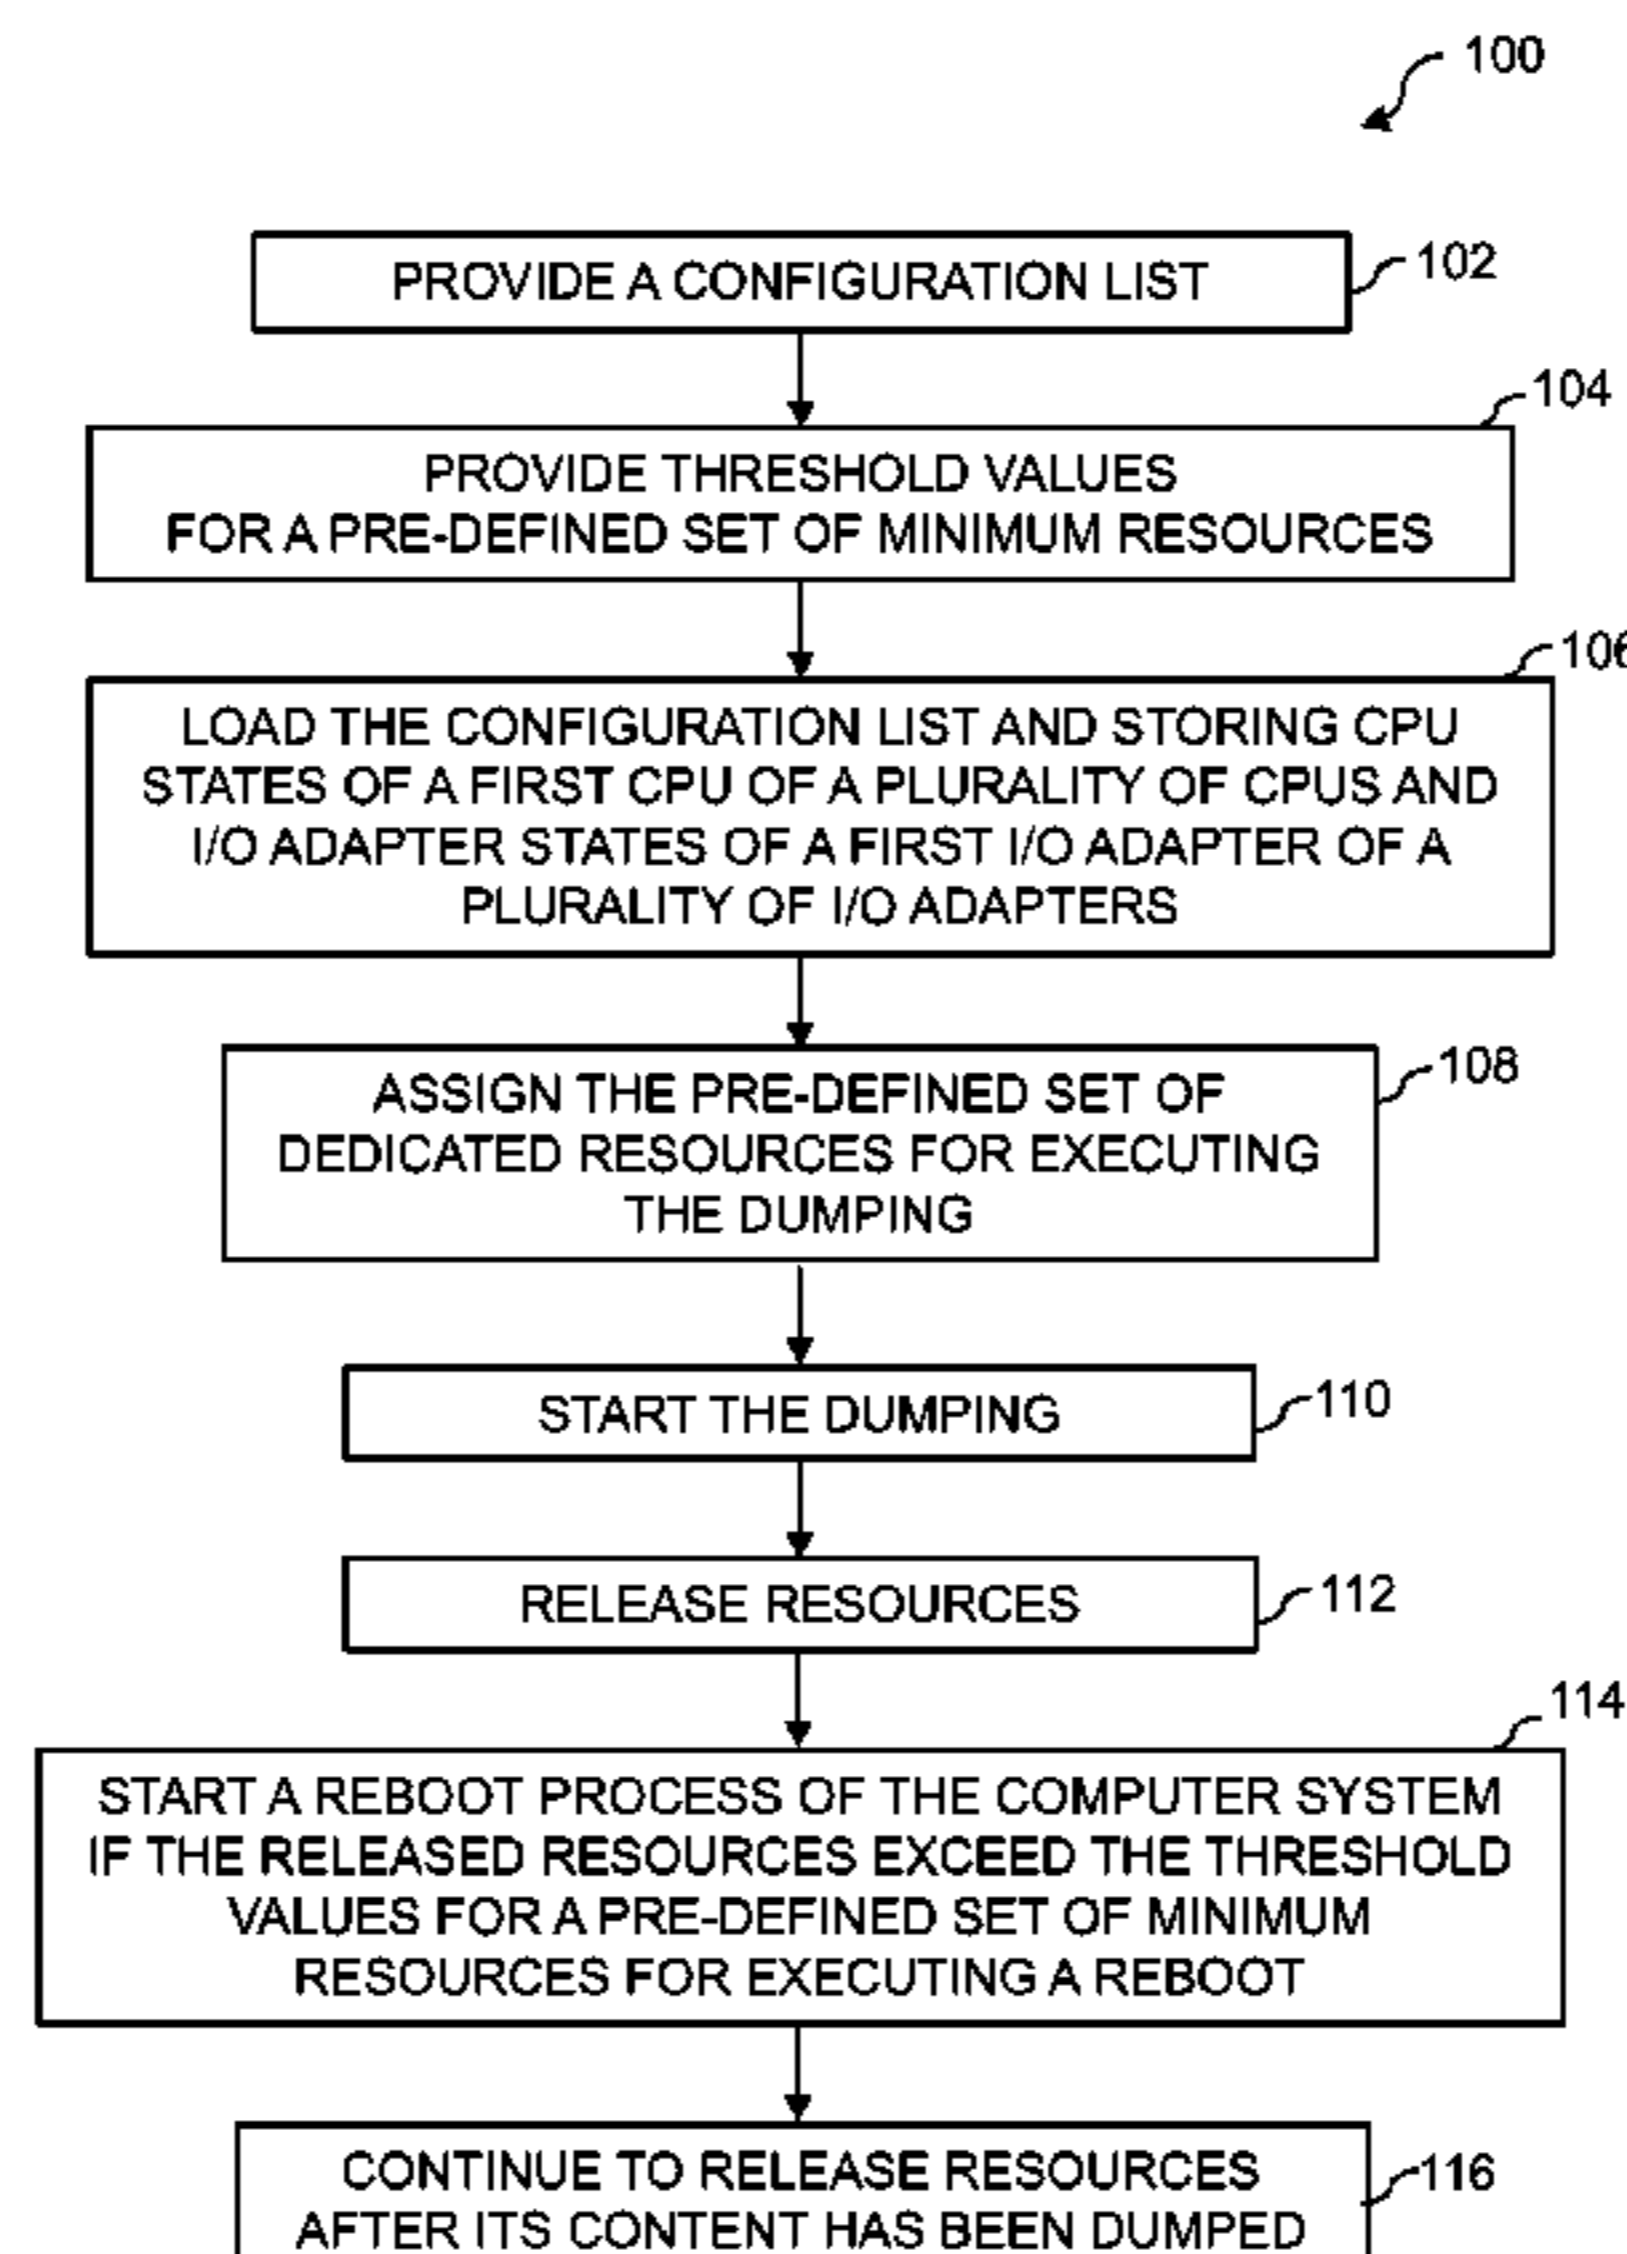 100
PROVIDE A CONFIGURATION LIST
102
104
PROVIDE THRESHOLD VALUES
FOR A PRE-DEFINED SET OF MINIMUM RESOURCES
106
LOAD THE CONFIGURATION LIST AND STORING CPU
STATES OF A FIRST CPU OF A PLURALITY OF CPUS AND
I/O ADAPTER STATES OF A FIRST I/O ADAPTER OF A
PLURALITY OF I/O ADAPTERS
108
ASSIGN THE PRE-DEFINED SET OF
DEDICATED RESOURCES FOR EXECUTING
THE DUMPING
START THE DUMPING
110
RELEASE RESOURCES
112
114
START A REBOOT PROCESS OF THE COMPUTER SYSTEM
IF THE RELEASED RESOURCES EXCEED THE THRESHOLD
VALUES FOR A PRE-DEFINED SET OF MINIMUM
RESOURCES FOR EXECUTING A REBOOT
CONTINUE TO RELEASE RESOURCES
116
AFTER ITS CONTENT HAS BEEN DUMPED